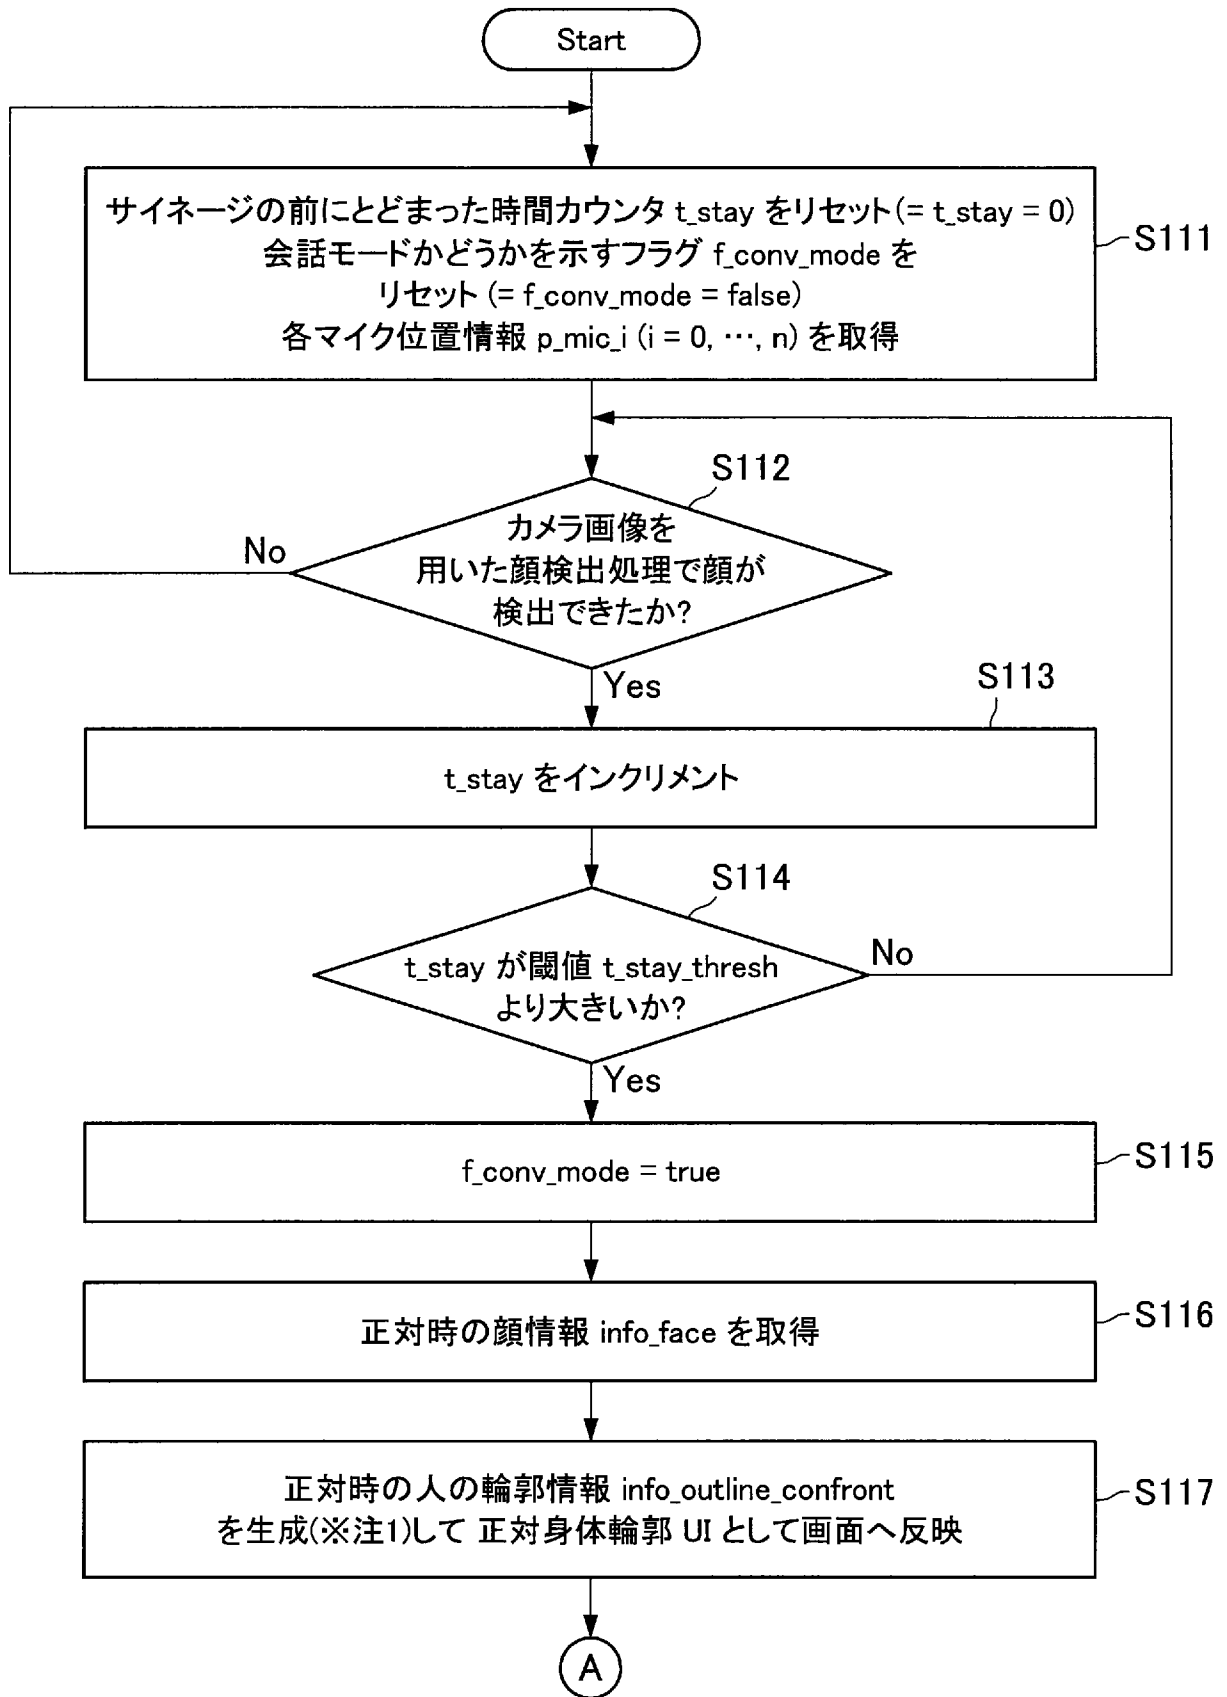 Start
サイネージの前にとどまった時間カウンタ t_stay をリセット(= t_stay = 0)
会話モードかどうかを示すフラグ f_conv_mode を
リセット (= f_conv_mode = false)
各マイク位置情報 p_mic_i (i = 0, …, n) を取得
S111
S112
カメラ画像を
用いた顔検出処理で顔が
検出できたか?
No
Yes
S113
t_stay をインクリメント
S114
t_stay が閾値 t_stay_thresh
より大きいか?
No
Yes
f_conv_mode = true
S115
正対時の顔情報 info_face を取得
S116
正対時の人の輪郭情報 info_outline_confront
を生成(※注1)して 正対身体輪郭 UI として画面へ反映
S117
A